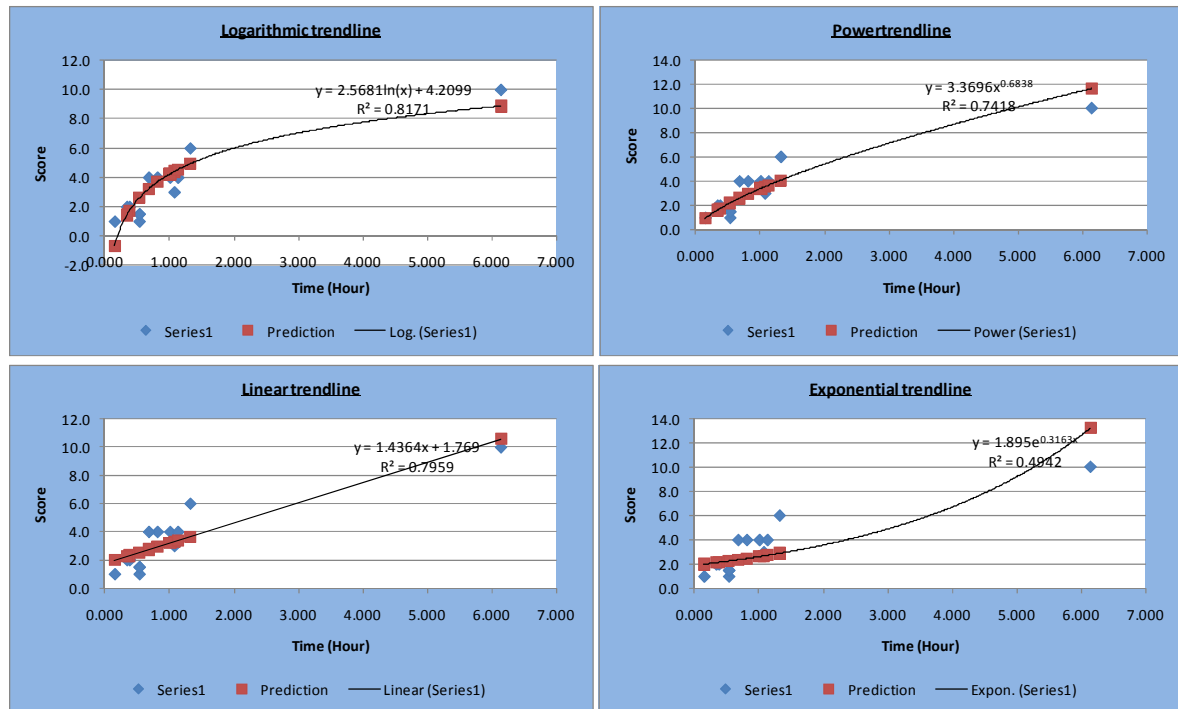 Logarithmic trendline
12.0
10.0
8.0
6.0
4.0
2.0
0.0
-2.0
Score
y = 2.5681ln(x) + 4.2099
R² = 0.8171
0.000 1.000 2.000 3.000 4.000 5.000 6.000 7.000
Time (Hour)
Series1 Prediction Log. (Series1)
Power trendline
14.0
12.0
10.0
8.0
6.0
4.0
2.0
0.0
Score
y = 3.3696x^0.6838
R² = 0.7418
0.000 1.000 2.000 3.000 4.000 5.000 6.000 7.000
Time (Hour)
Series1 Prediction Power (Series1)
Linear trendline
12.0
10.0
8.0
6.0
4.0
2.0
0.0
Score
y = 1.4364x + 1.769
R² = 0.7959
0.000 1.000 2.000 3.000 4.000 5.000 6.000 7.000
Time (Hour)
Series1 Prediction Linear (Series1)
Exponential trendline
14.0
12.0
10.0
8.0
6.0
4.0
2.0
0.0
Score
y = 1.895e^0.3163x
R² = 0.4942
0.000 1.000 2.000 3.000 4.000 5.000 6.000 7.000
Time (Hour)
Series1 Prediction Expon. (Series1)